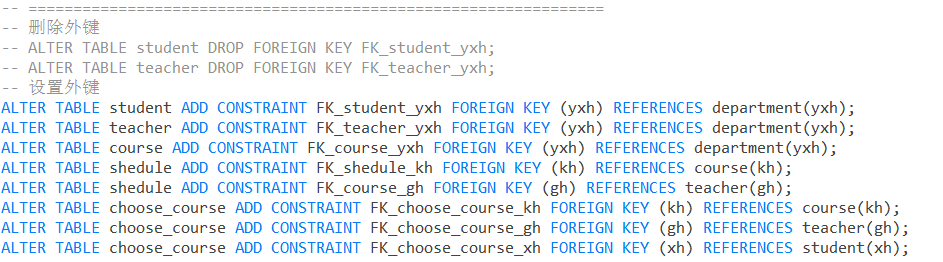 -- ================================================================
-- 删除外键
-- ALTER TABLE student DROP FOREIGN KEY FK_student_yxh;
-- ALTER TABLE teacher DROP FOREIGN KEY FK_teacher_yxh;
-- 设置外键
ALTER TABLE student ADD CONSTRAINT FK_student_yxh FOREIGN KEY (yxh) REFERENCES department(yxh);
ALTER TABLE teacher ADD CONSTRAINT FK_teacher_yxh FOREIGN KEY (yxh) REFERENCES department(yxh);
ALTER TABLE course ADD CONSTRAINT FK_course_yxh FOREIGN KEY (yxh) REFERENCES department(yxh);
ALTER TABLE shedule ADD CONSTRAINT FK_shedule_kh FOREIGN KEY (kh) REFERENCES course(kh);
ALTER TABLE shedule ADD CONSTRAINT FK_course_gh FOREIGN KEY (gh) REFERENCES teacher(gh);
ALTER TABLE choose_course ADD CONSTRAINT FK_choose_course_kh FOREIGN KEY (kh) REFERENCES course(kh);
ALTER TABLE choose_course ADD CONSTRAINT FK_choose_course_gh FOREIGN KEY (gh) REFERENCES teacher(gh);
ALTER TABLE choose_course ADD CONSTRAINT FK_choose_course_xh FOREIGN KEY (xh) REFERENCES student(xh);